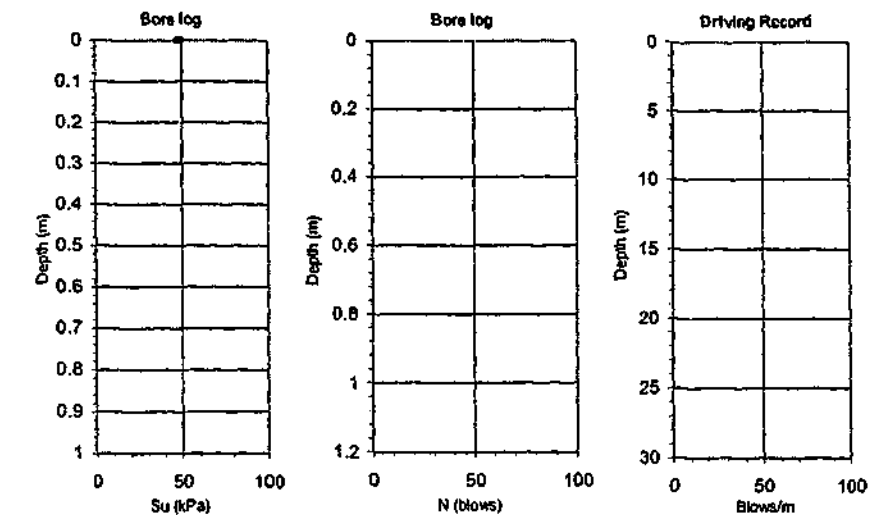 Bore log
0
0.1
0.2
0.3
0.4
0.5
0.6
0.7
0.8
0.9
1
Depth (m)
0 50 100
Su (kPa)
Bore log
0
0.2
0.4
0.6
0.8
1
1.2
Depth (m)
0 50 100
N (blows)
Driving Record
0
5
10
15
20
25
30
Depth (m)
0 50 100
Blows/m